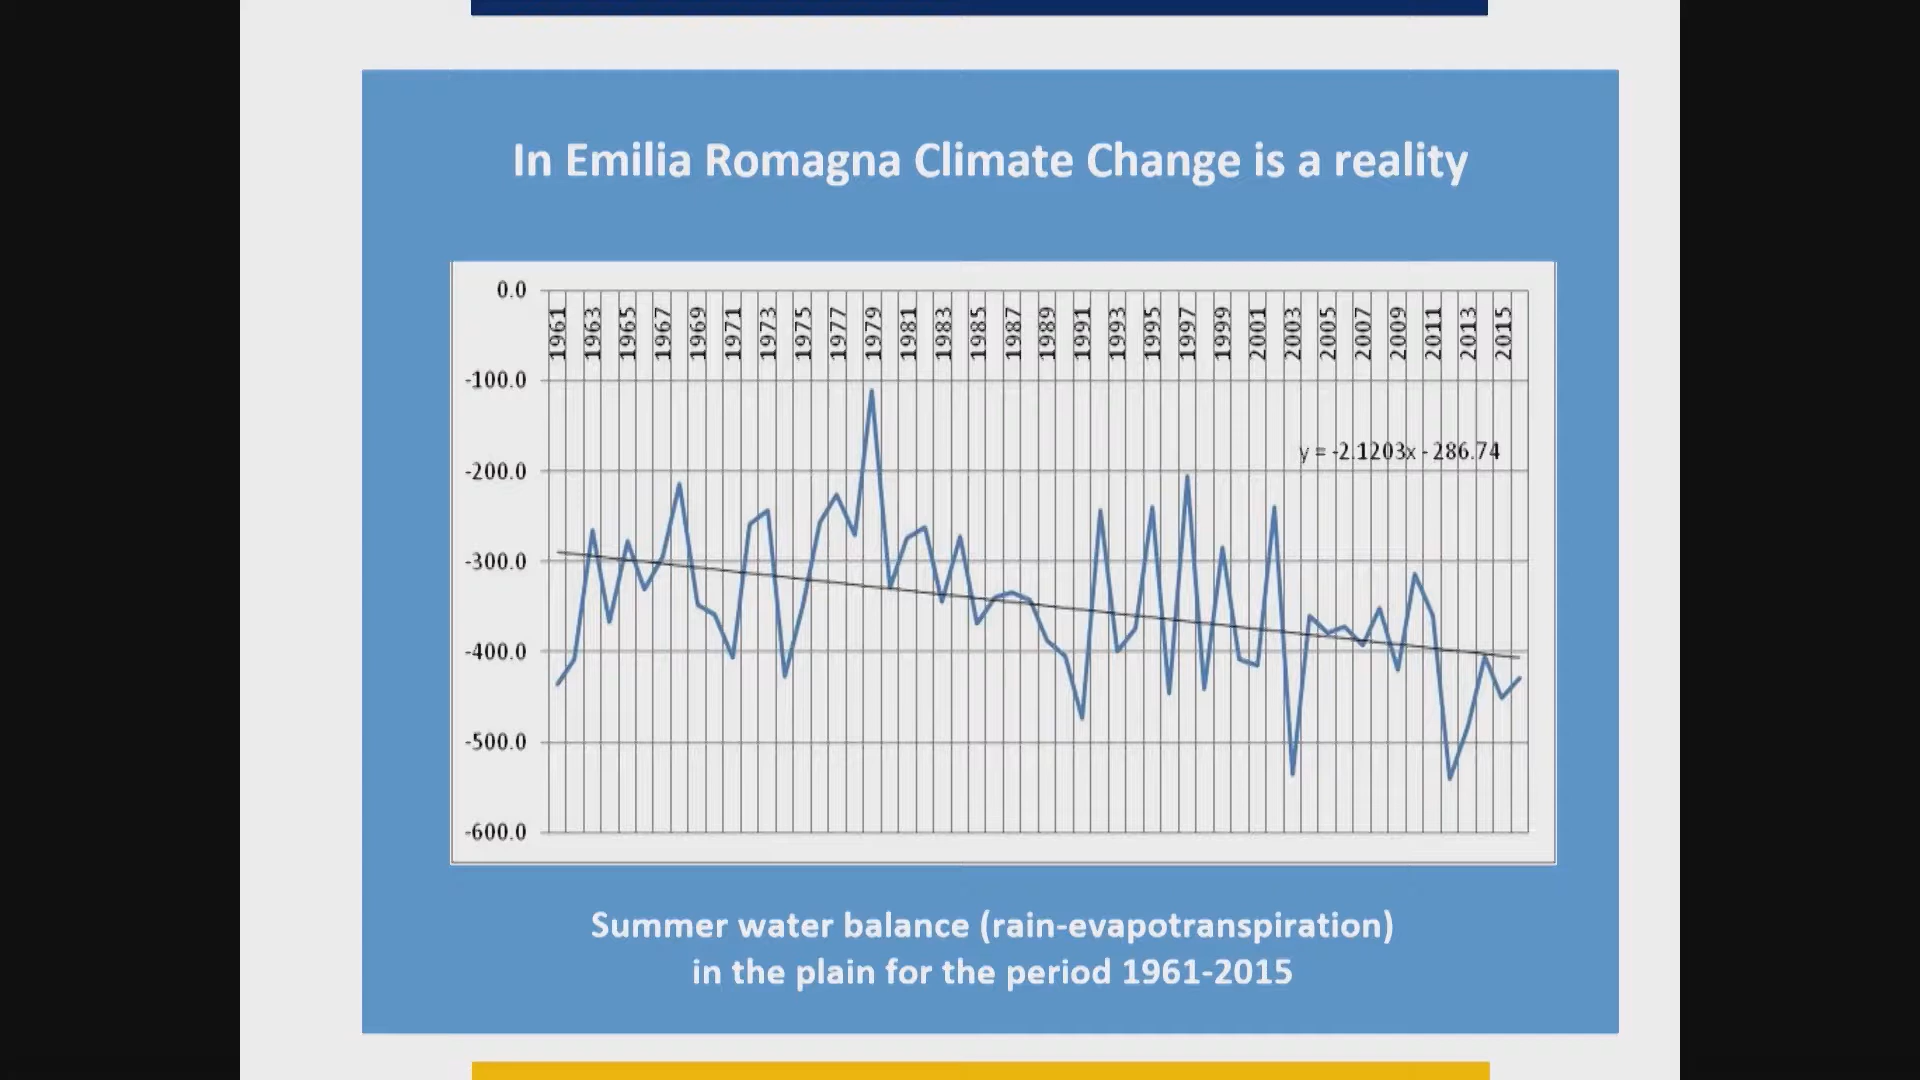 In Emilia Romagna Climate Change is a reality
0.0
1961 1963 1965 1967 1969 1971 1973 1975 1977 1979 1981 1983 1985 1987 1989 1991 1993 1995 1997 1999 2001 2003 2005 2007 2009 2011 2013 2015
-100.0
y = -2.1203x - 286.74
-200.0
-300.0
-400.0
-500.0
-600.0
Summer water balance (rain-evapotranspiration)
in the plain for the period 1961-2015